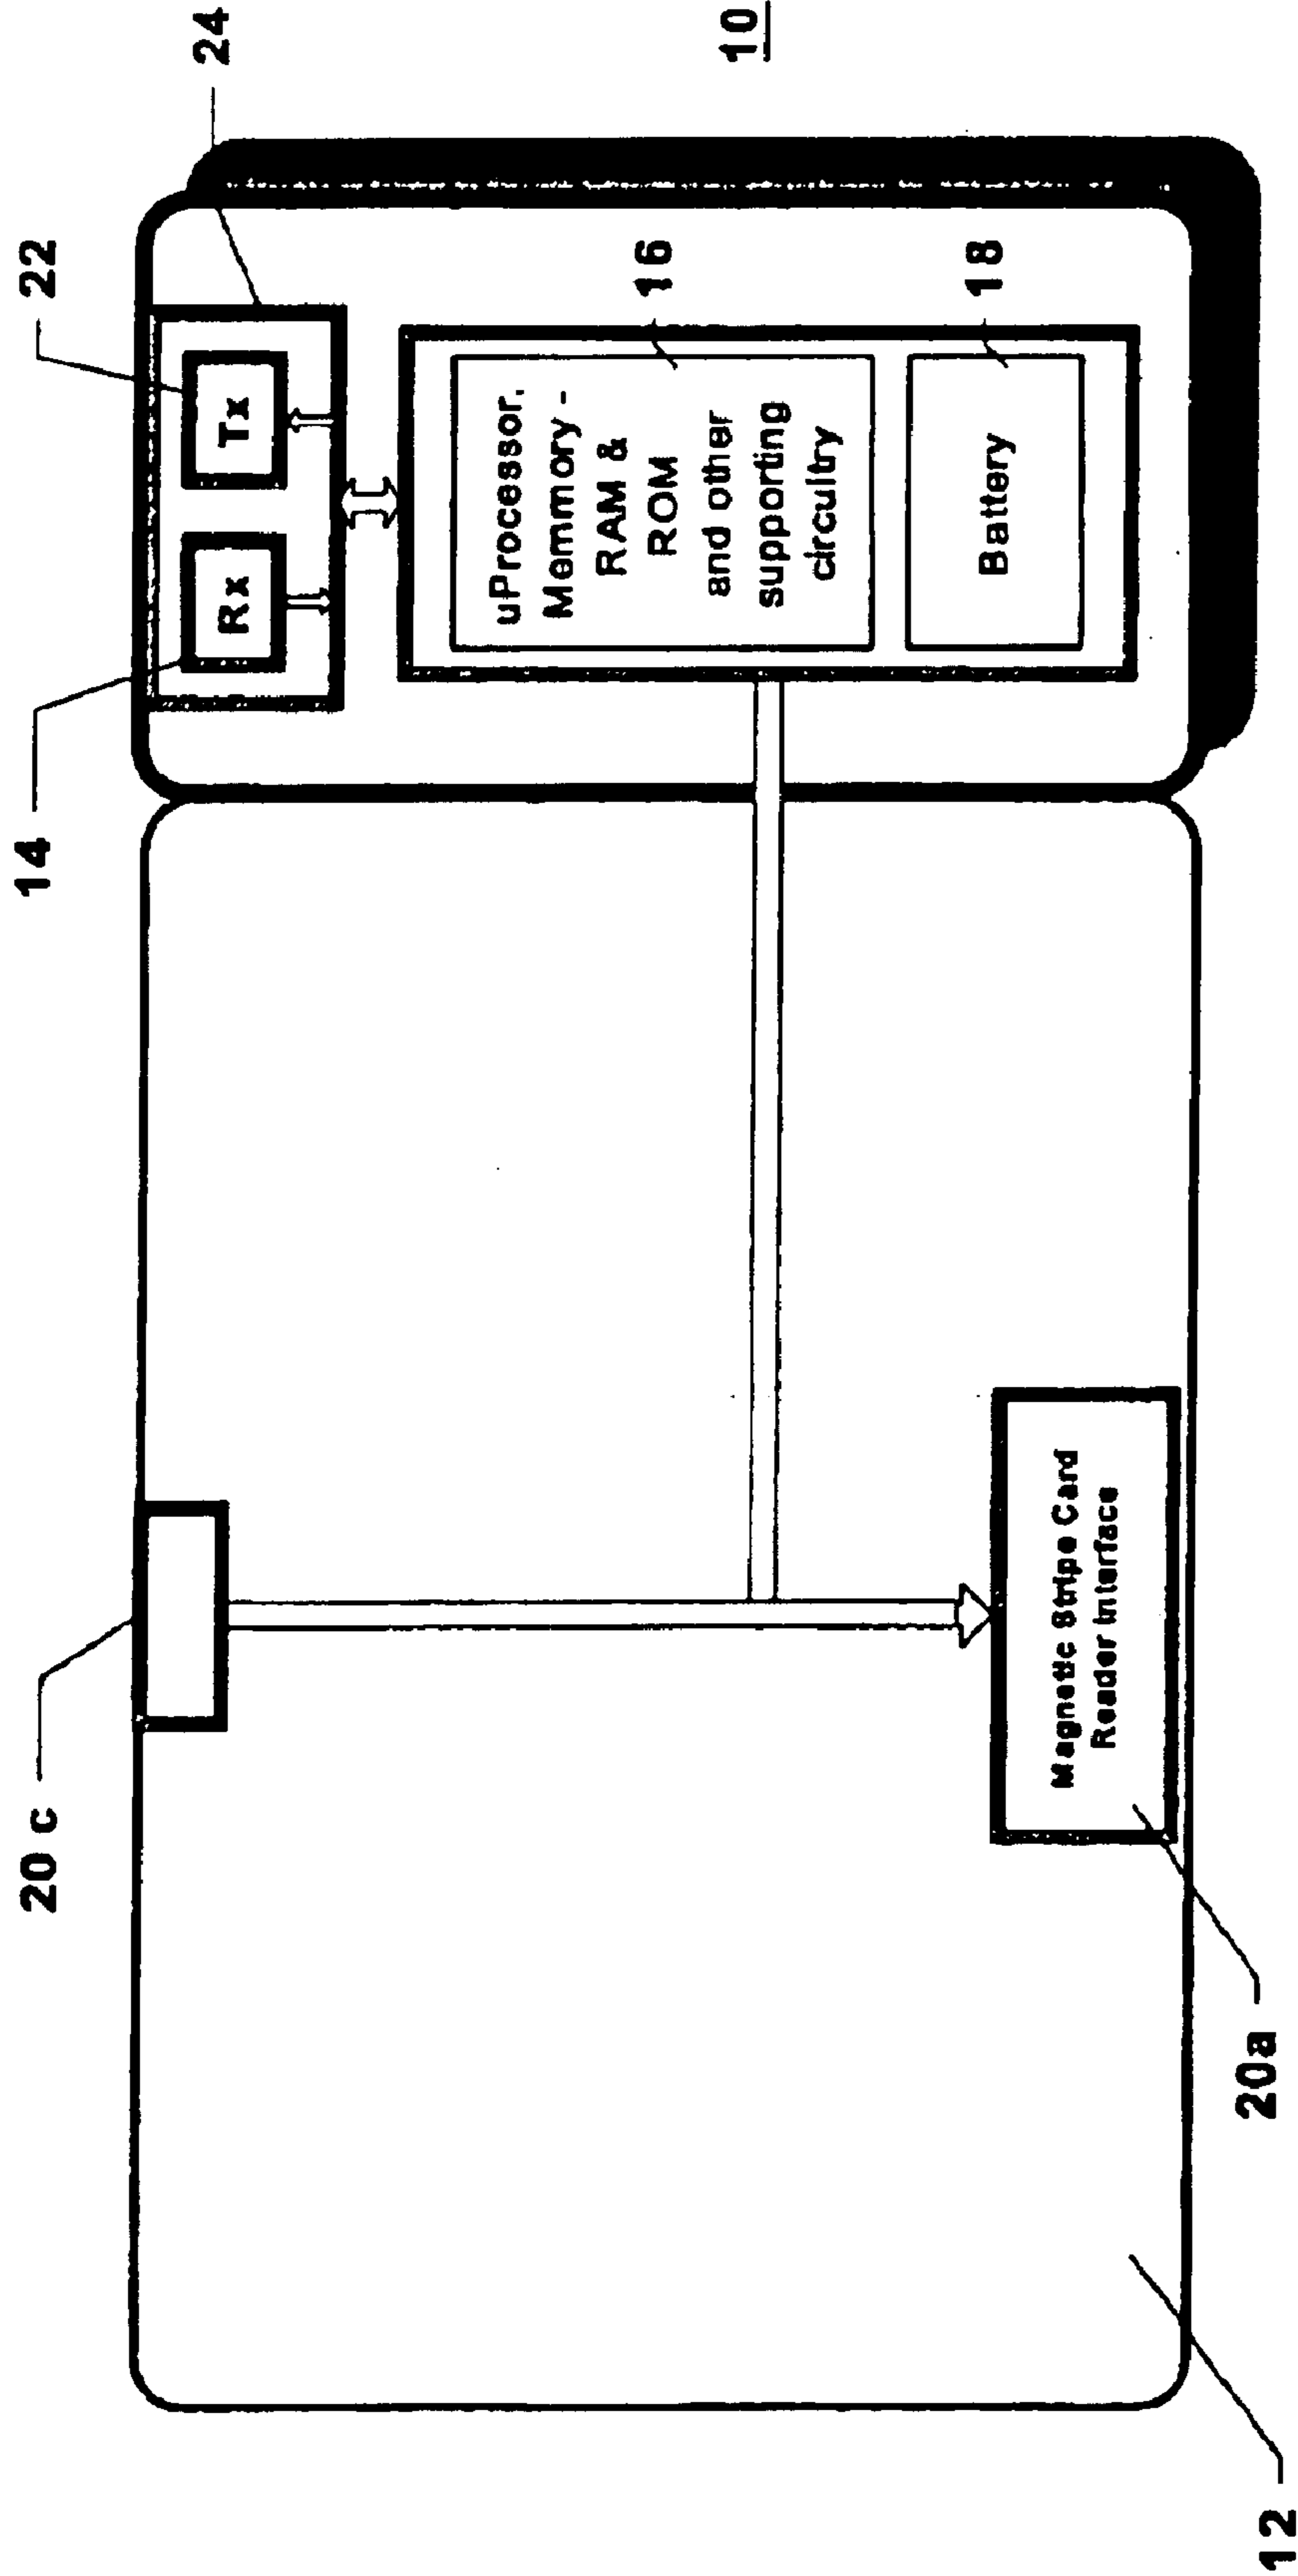 10
24
22
14
Tx
Rx
16
uProcessor,
Memmory -
RAM &
ROM
and other
supporting
circuitry
18
Battery
20 c
Magnetic Stripe Card
Reader Interface
20a
12